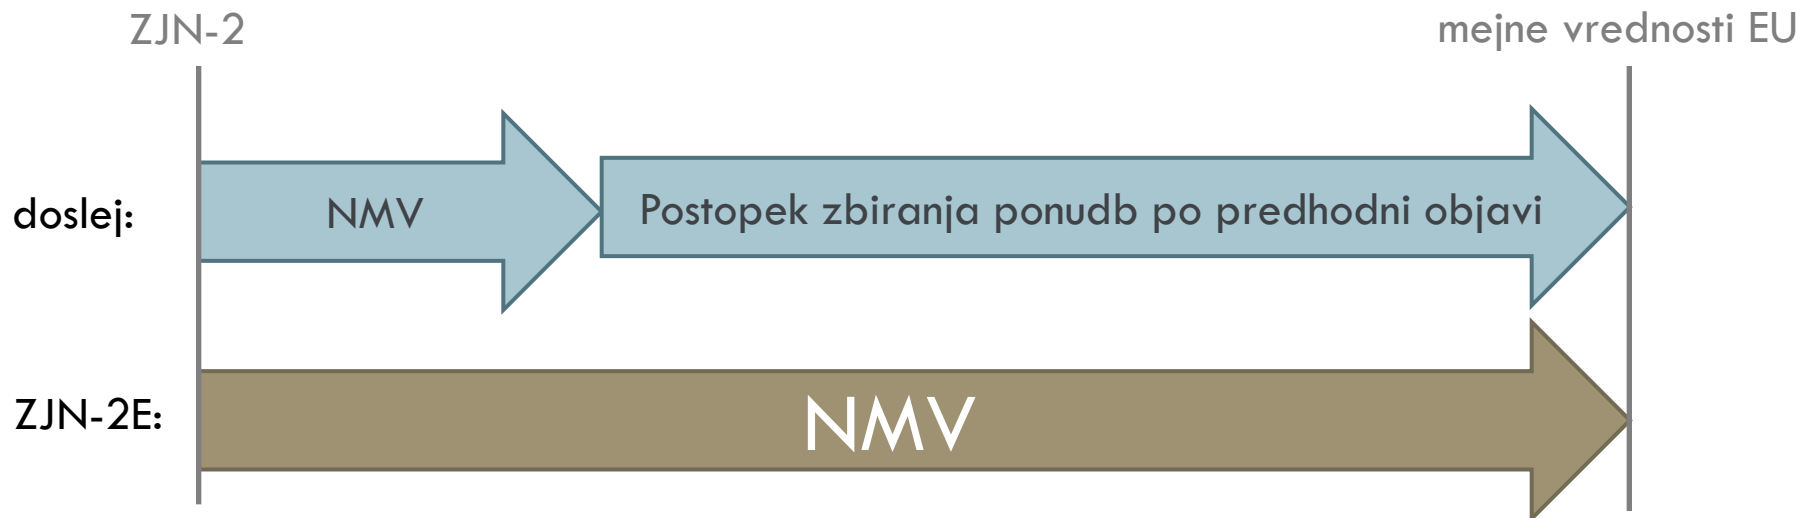 ZJN-2
mejne vrednosti EU
doslej:
NMV
Postopek zbiranja ponudb po predhodni objavi
ZJN-2E:
NMV